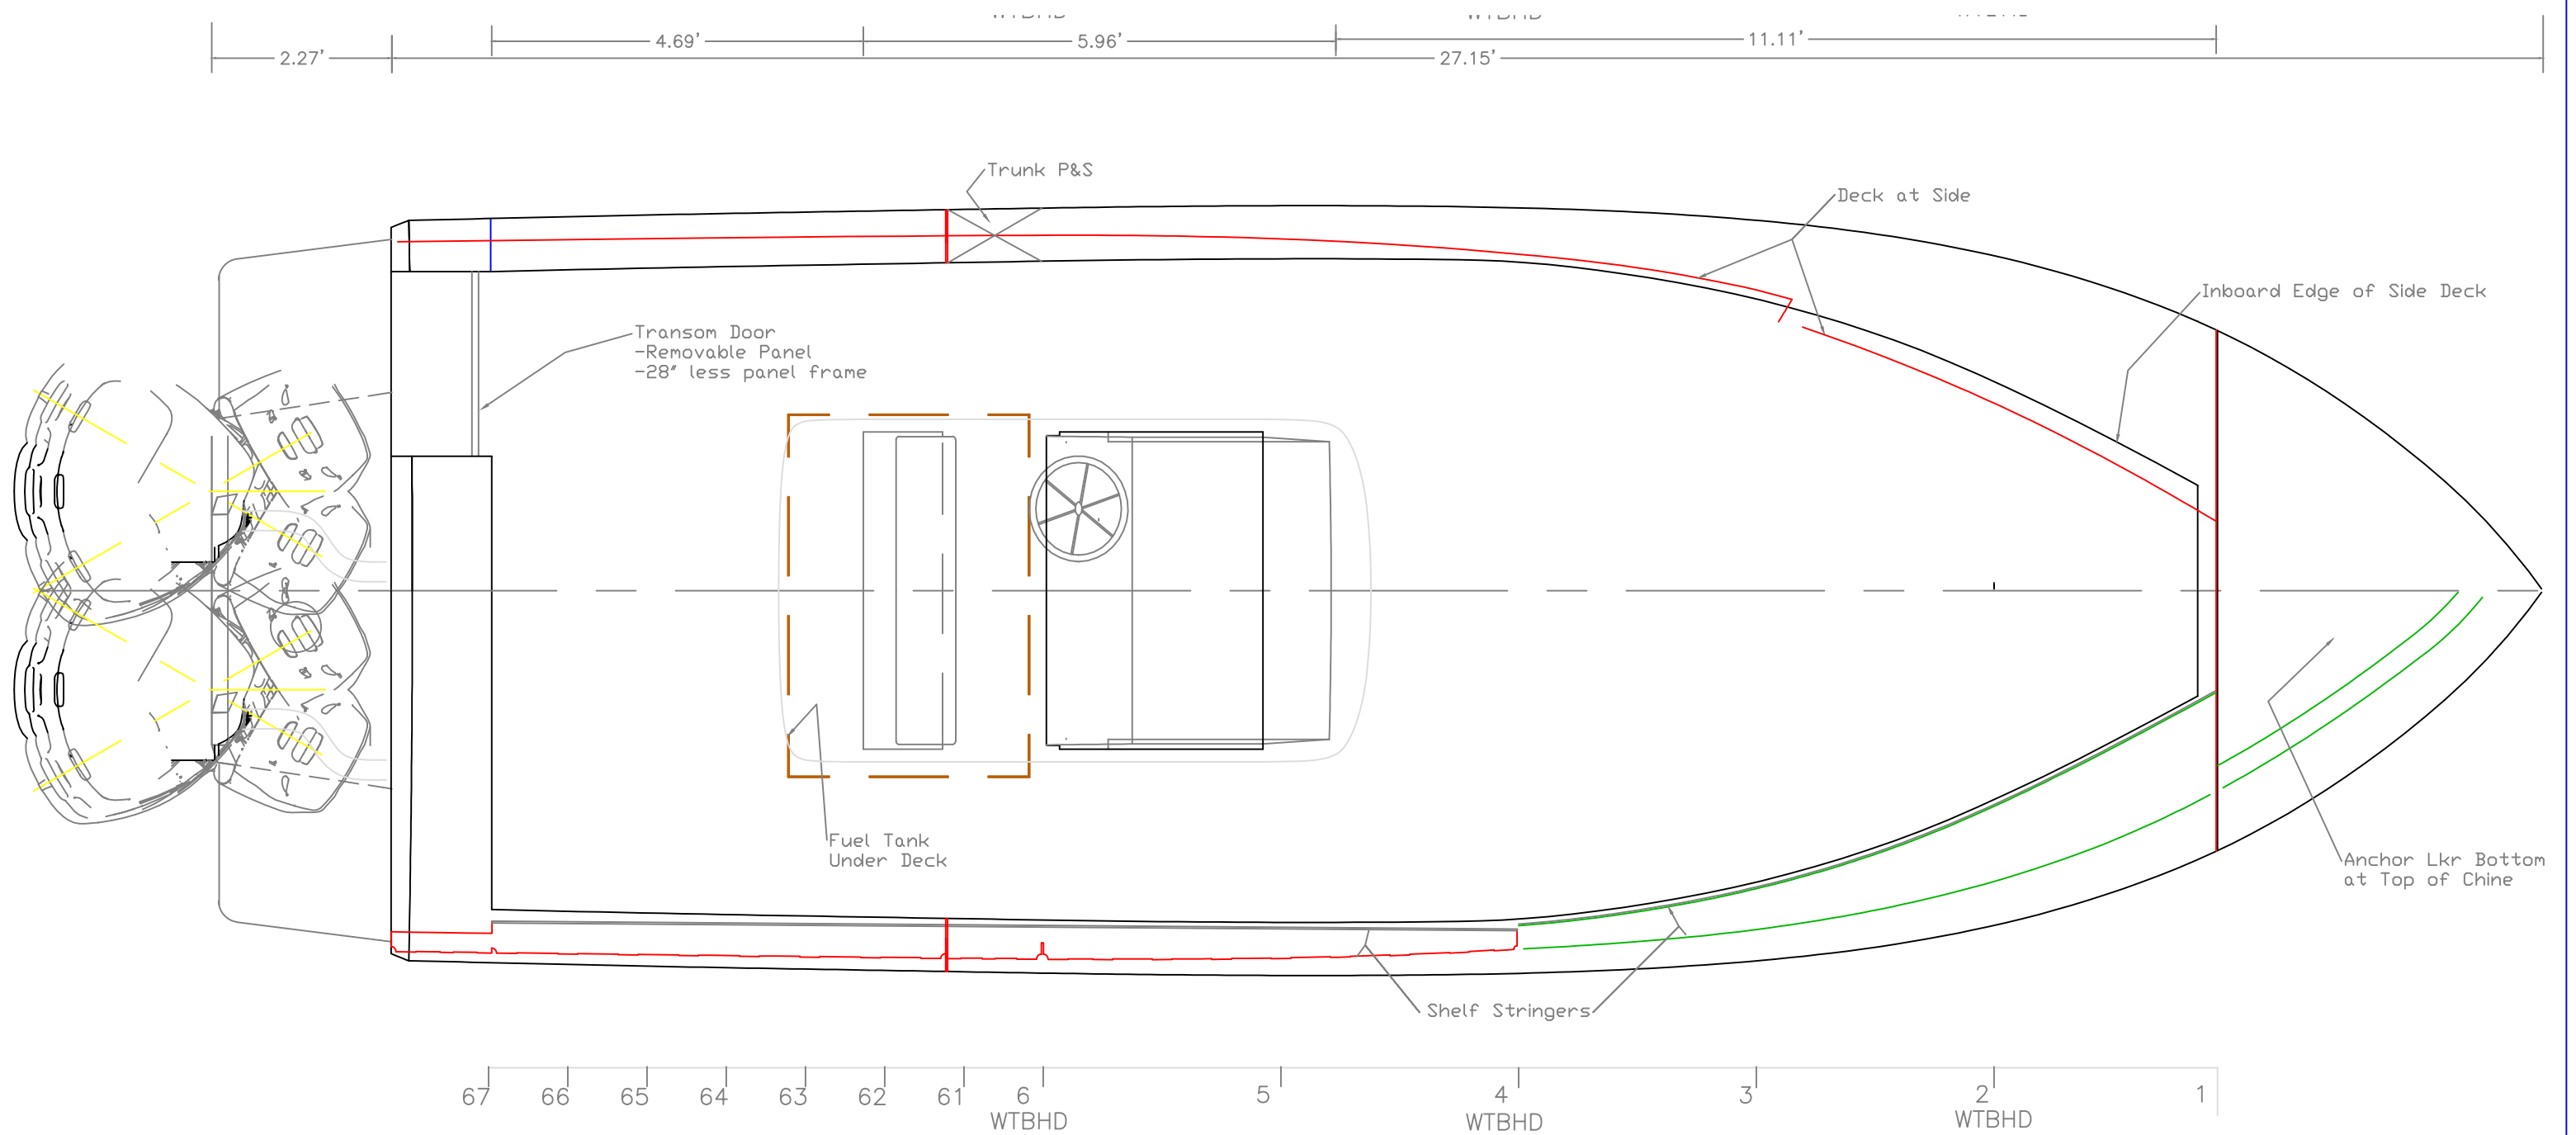 WTBHD WTBHD
4.69' 5.96' 11.11'
2.27' 27.15'
Trunk P&S
Deck at Side
Inboard Edge of Side Deck
Transom Door
-Removable Panel
-28" less panel frame
Fuel Tank
Under Deck
Anchor Lkr Bottom
at Top of Chine
Shelf Stringers
67 66 65 64 63 62 61 6 5 4 3 2 1
WTBHD WTBHD WTBHD